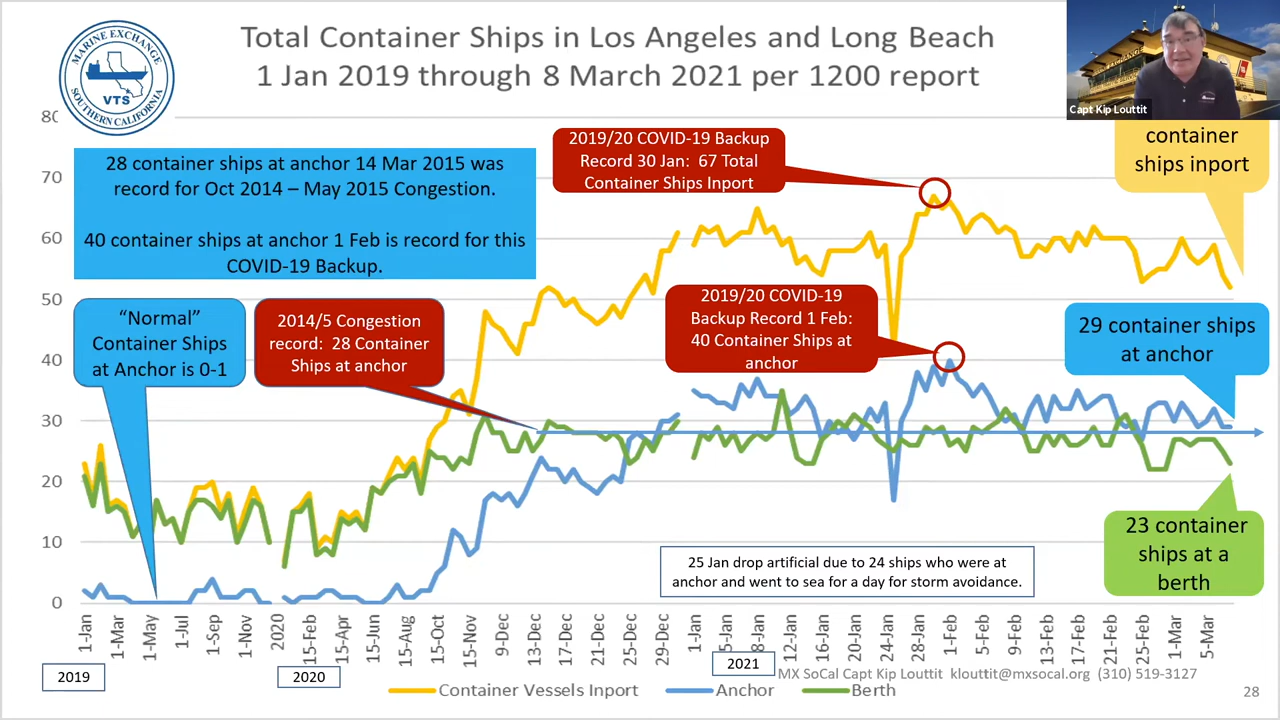 Total Container Ships in Los Angeles and Long Beach
1 Jan 2019 through 8 March 2021 per 1200 report
MARINE EXCHANGE
VTS
SOUTHERN CALIFORNIA
Capt Kip Louttit
container
ships inport
28 container ships at anchor 14 Mar 2015 was
record for Oct 2014 – May 2015 Congestion.
40 container ships at anchor 1 Feb is record for this
COVID-19 Backup.
2019/20 COVID-19 Backup
Record 30 Jan: 67 Total
Container Ships Inport
“Normal”
Container Ships
at Anchor is 0-1
2014/5 Congestion
record: 28 Container
Ships at anchor
2019/20 COVID-19
Backup Record 1 Feb:
40 Container Ships at
anchor
29 container ships
at anchor
23 container
ships at a
berth
25 Jan drop artificial due to 24 ships who were at
anchor and went to sea for a day for storm avoidance.
80
70
60
50
40
30
20
10
0
1-Jan
1-Mar
1-May
1-Jul
1-Sep
1-Nov
2020
15-Feb
15-Apr
15-Jun
15-Aug
15-Oct
15-Nov
9-Dec
13-Dec
17-Dec
21-Dec
25-Dec
29-Dec
1-Jan
5-Jan
8-Jan
12-Jan
16-Jan
20-Jan
24-Jan
28-Jan
1-Feb
5-Feb
9-Feb
13-Feb
17-Feb
21-Feb
25-Feb
1-Mar
5-Mar
2019
2020
2021
MX SoCal Capt Kip Louttit klouttit@mxsocal.org (310) 519-3127
Container Vessels Inport
Anchor
Berth
28